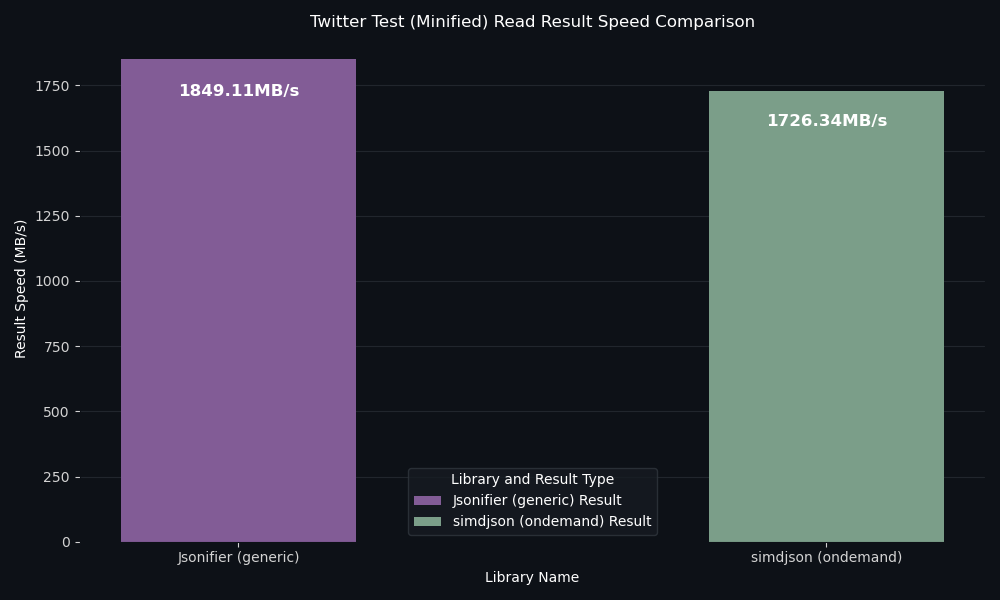 Twitter Test (Minified) Read Result Speed Comparison
1849.11MB/s
1726.34MB/s
Result Speed (MB/s)
1750
1500
1250
1000
750
500
250
0
Library and Result Type
Jsonifier (generic) Result
simdjson (ondemand) Result
Jsonifier (generic)
simdjson (ondemand)
Library Name